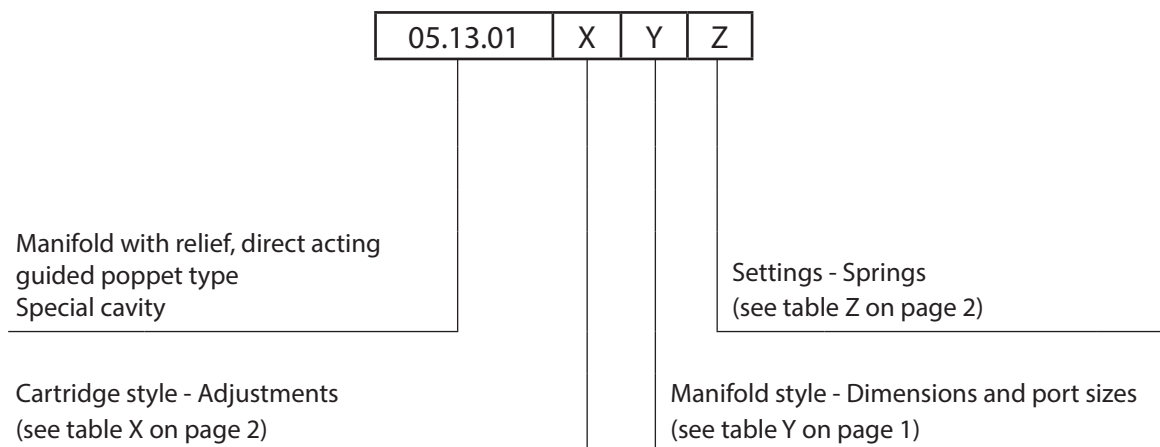 05.13.01 X Y Z
Manifold with relief, direct acting
guided poppet type
Special cavity
Settings - Springs
(see table Z on page 2)
Cartridge style - Adjustments
(see table X on page 2)
Manifold style - Dimensions and port sizes
(see table Y on page 1)